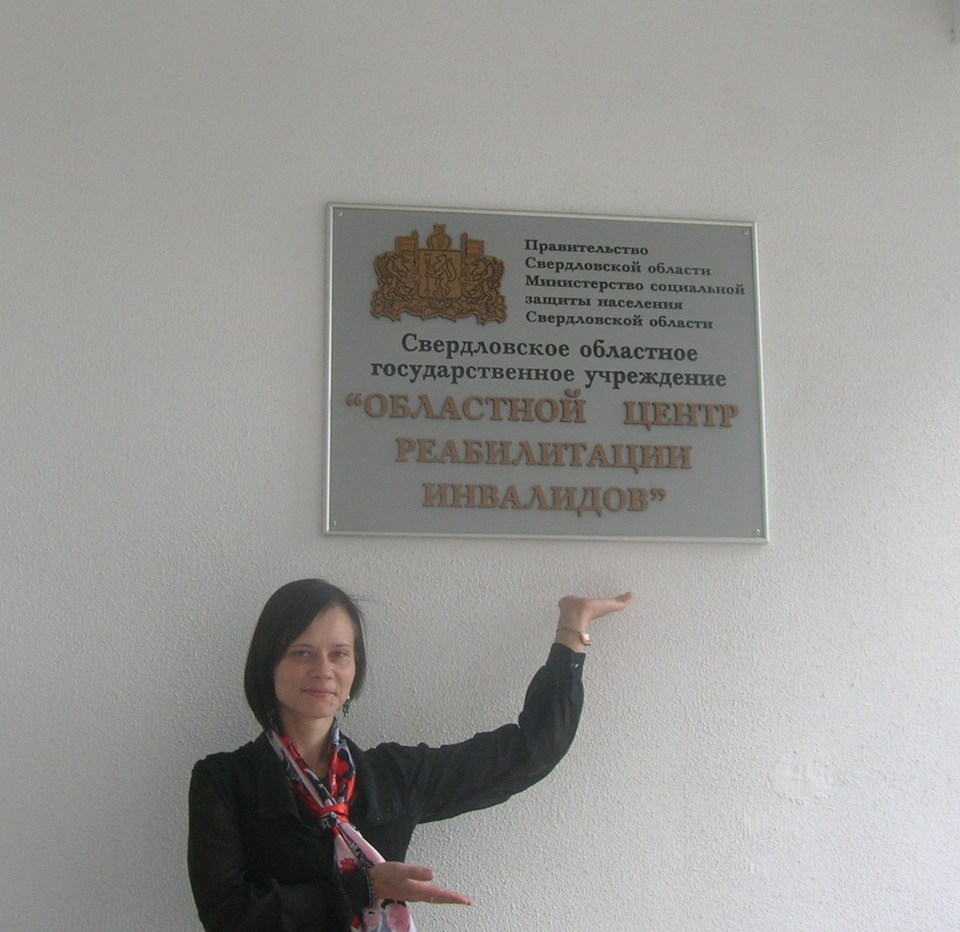 Правительство
Свердловской области
Министерство социальной
защиты населения
Свердловской области
Свердловское областное
государственное учреждение
“ОБЛАСТНОЙ ЦЕНТР
РЕАБИЛИТАЦИИ
ИНВАЛИДОВ”